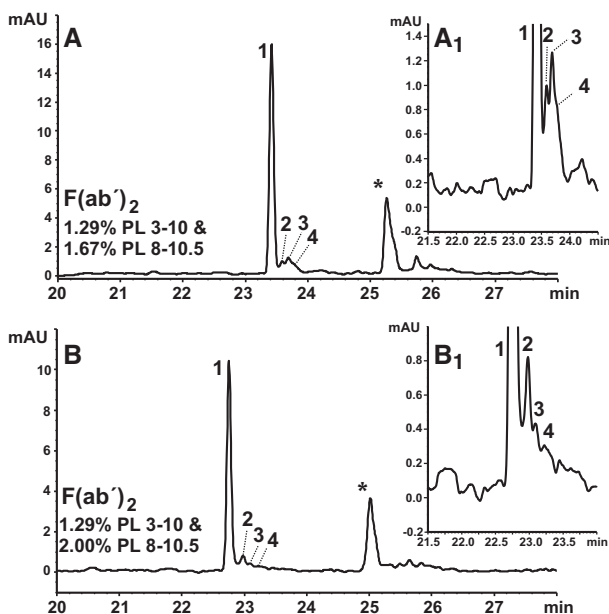 mAU
A
16
14
12
10
8
6
4
2
0
1
2
3
4
*
F(ab´)₂
1.29% PL 3-10 &
1.67% PL 8-10.5
20 21 22 23 24 25 26 27 min
mAU
A₁
1.4
1.2
1.0
0.8
0.6
0.4
0.2
0.0
1
2
3
4
21.5 22.0 22.5 23.0 23.5 24.0 min
mAU
B
10
8
6
4
2
0
1
2
3
4
*
F(ab´)₂
1.29% PL 3-10 &
2.00% PL 8-10.5
20 21 22 23 24 25 26 27 min
mAU
B₁
0.8
0.6
0.4
0.2
-0.0
1
2
3
4
21.5 22.0 22.5 23.0 23.5 min